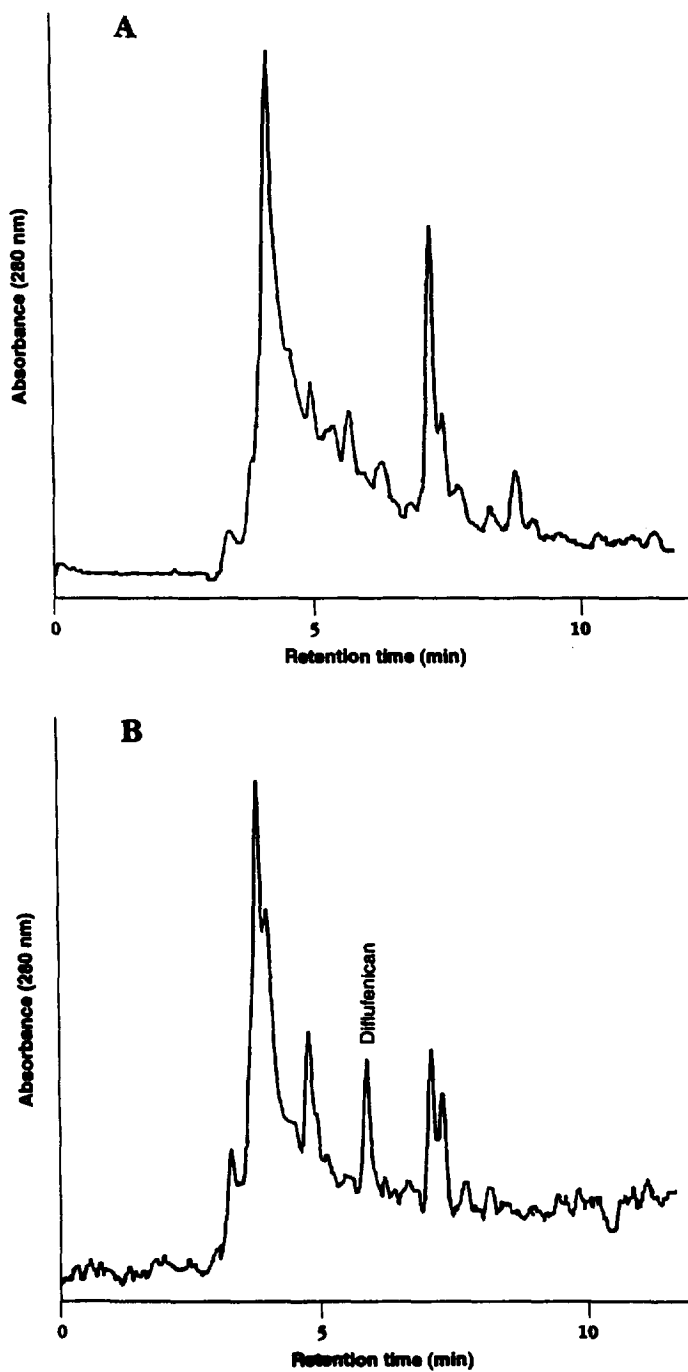 A
Absorbance (280 nm)
0 5 10
Retention time (min)
B
Absorbance (280 nm)
Diflufenican
0 5 10
Retention time (min)